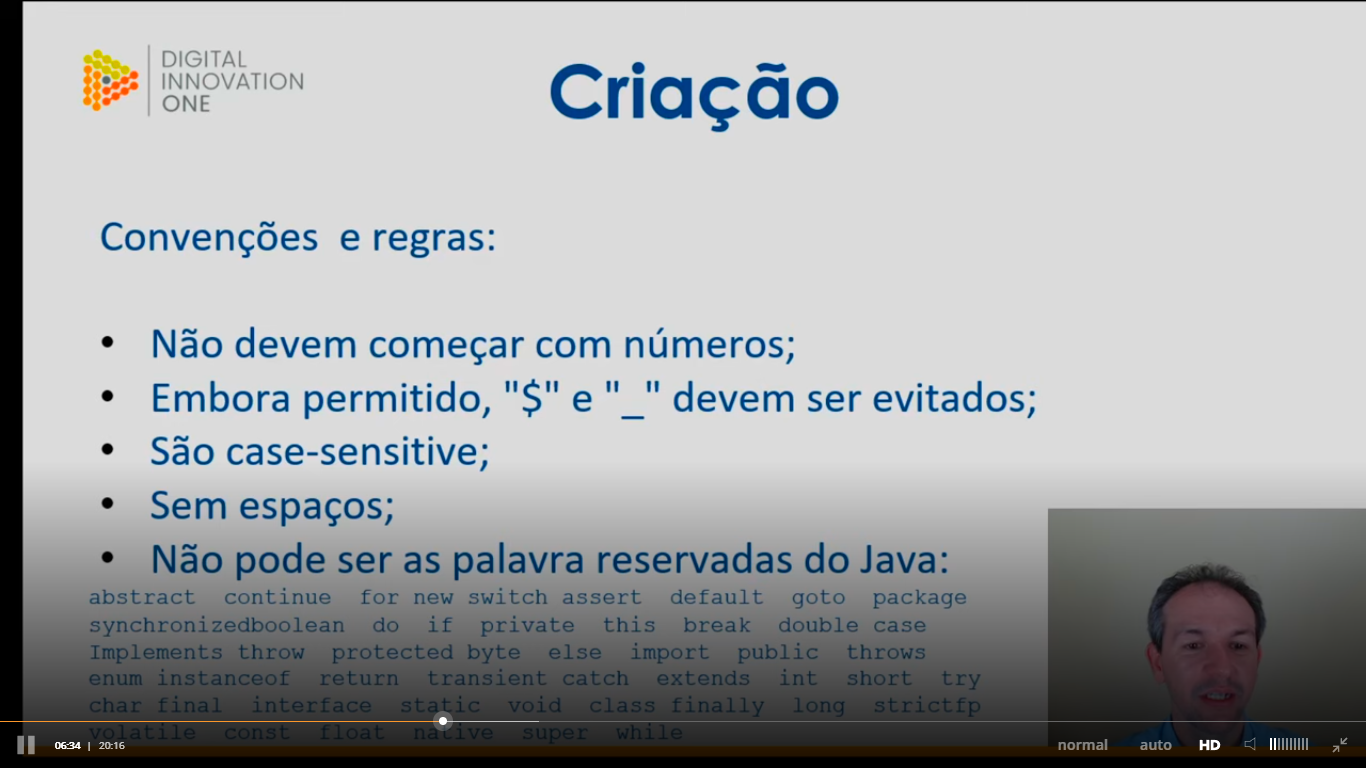 DIGITAL
INNOVATION
ONE
Criação
Convenções e regras:
• Não devem começar com números;
• Embora permitido, "$" e "_" devem ser evitados;
• São case-sensitive;
• Sem espaços;
• Não pode ser as palavra reservadas do Java:
abstract continue for new switch assert default goto package
synchronizedboolean do if private this break double case
Implements throw protected byte else import public throws
enum instanceof return transient catch extends int short try
char final interface static void class finally long strictfp
volatile const float native super while
06:34 | 20:16
normal auto HD